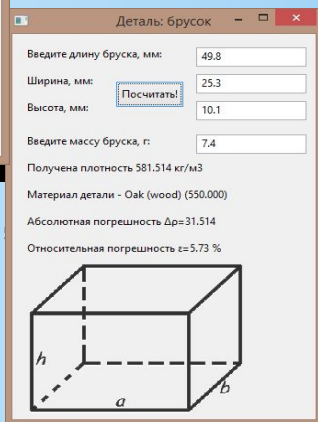 Деталь: брусок
Введите длину бруска, мм: 49.8
Ширина, мм: 25.3
Посчитать!
Высота, мм: 10.1
Введите массу бруска, г: 7.4
Получена плотность 581.514 кг/м3
Материал детали - Oak (wood) (550.000)
Абсолютная погрешность Δρ=31.514
Относительная погрешность ε=5.73 %
h
b
a